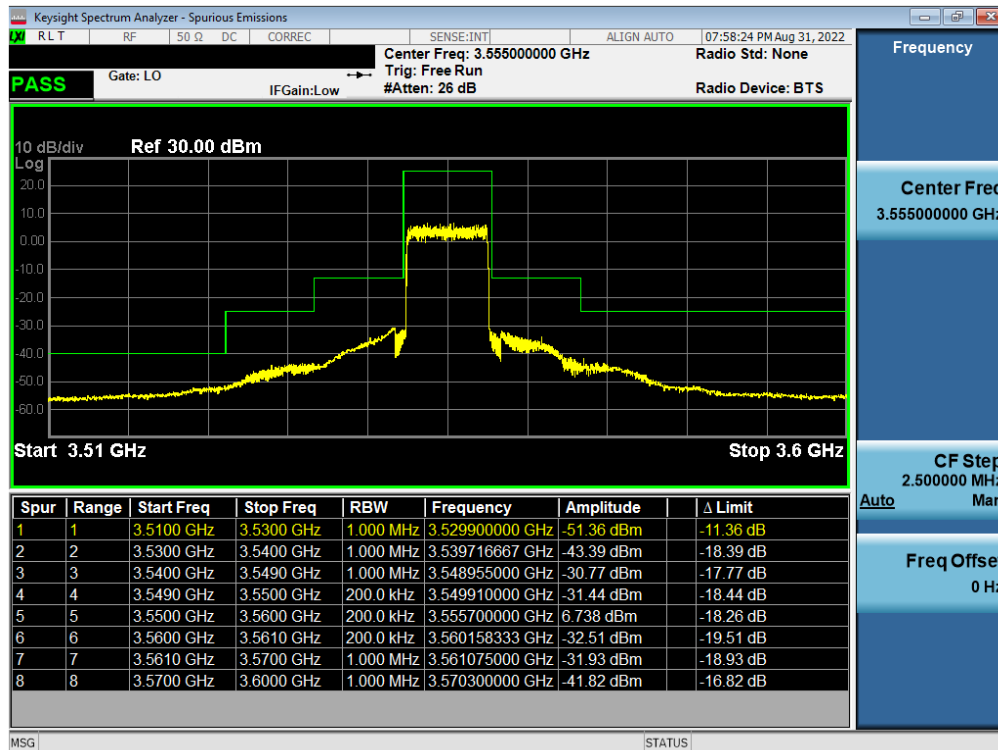 Keysight Spectrum Analyzer - Spurious Emissions
LXI RLT RF 50 Ω DC CORREC SENSE:INT ALIGN AUTO 07:58:24 PM Aug 31, 2022
Center Freq: 3.555000000 GHz Radio Std: None
Trig: Free Run
PASS Gate: LO IFGain:Low #Atten: 26 dB Radio Device: BTS
10 dB/div Ref 30.00 dBm
Log
20.0
10.0
0.00
-10.0
-20.0
-30.0
-40.0
-50.0
-60.0
Start 3.51 GHz Stop 3.6 GHz
Spur Range Start Freq Stop Freq RBW Frequency Amplitude Δ Limit
1 1 3.5100 GHz 3.5300 GHz 1.000 MHz 3.529900000 GHz -51.36 dBm -11.36 dB
2 2 3.5300 GHz 3.5400 GHz 1.000 MHz 3.539716667 GHz -43.39 dBm -18.39 dB
3 3 3.5400 GHz 3.5490 GHz 1.000 MHz 3.548955000 GHz -30.77 dBm -17.77 dB
4 4 3.5490 GHz 3.5500 GHz 200.0 kHz 3.549910000 GHz -31.44 dBm -18.44 dB
5 5 3.5500 GHz 3.5600 GHz 200.0 kHz 3.555700000 GHz 6.738 dBm -18.26 dB
6 6 3.5600 GHz 3.5610 GHz 200.0 kHz 3.560158333 GHz -32.51 dBm -19.51 dB
7 7 3.5610 GHz 3.5700 GHz 1.000 MHz 3.561075000 GHz -31.93 dBm -18.93 dB
8 8 3.5700 GHz 3.6000 GHz 1.000 MHz 3.570300000 GHz -41.82 dBm -16.82 dB
MSG STATUS
Frequency
Center Freq
3.555000000 GHz
CF Step
2.500000 MHz
Auto Man
Freq Offset
0 Hz